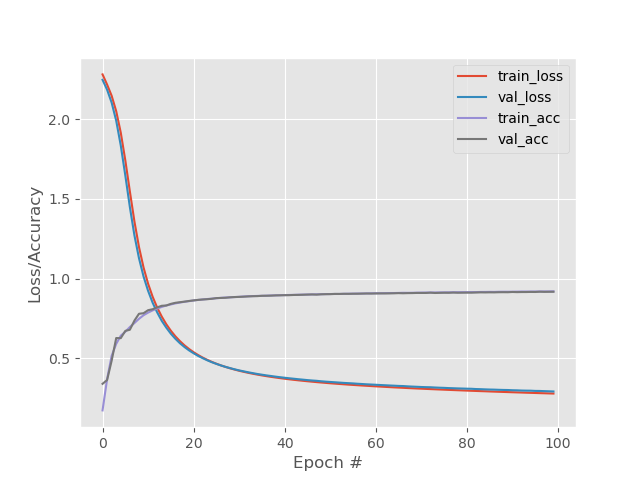 train_loss
val_loss
train_acc
val_acc
2.0
1.5
1.0
0.5
Loss/Accuracy
0 20 40 60 80 100
Epoch #